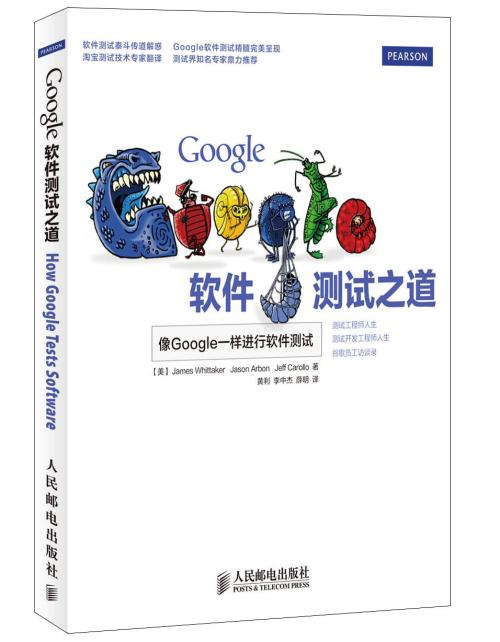 软件测试泰斗传道解惑 Google软件测试精髓完美呈现
淘宝测试技术专家翻译 测试界知名专家鼎力推荐
PEARSON
Google
软件测试之道
像Google一样进行软件测试
测试工程师人生
测试开发工程师人生
谷歌员工访谈录
【美】James Whittaker Jason Arbon Jeff Carollo 著
黄利 李中杰 薛明 译
人民邮电出版社
POSTS & TELECOM PRESS
Google软件测试之道
How Google Tests Software
人民邮电出版社